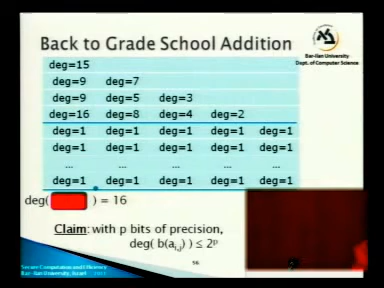 Back to Grade School Addition
Bar-Ilan University
Dept. of Computer Science
deg=15
deg=9 deg=7
deg=9 deg=5 deg=3
deg=16 deg=8 deg=4 deg=2
deg=1 deg=1 deg=1 deg=1 deg=1
deg=1 deg=1 deg=1 deg=1 deg=1
... ... ... ... ...
deg=1 deg=1 deg=1 deg=1 deg=1
deg( ) = 16
Claim: with p bits of precision,
deg( b(a_{i,j}) ) ≤ 2^p
Secure Computation and Efficiency
Bar-Ilan University, Israel 2011
56